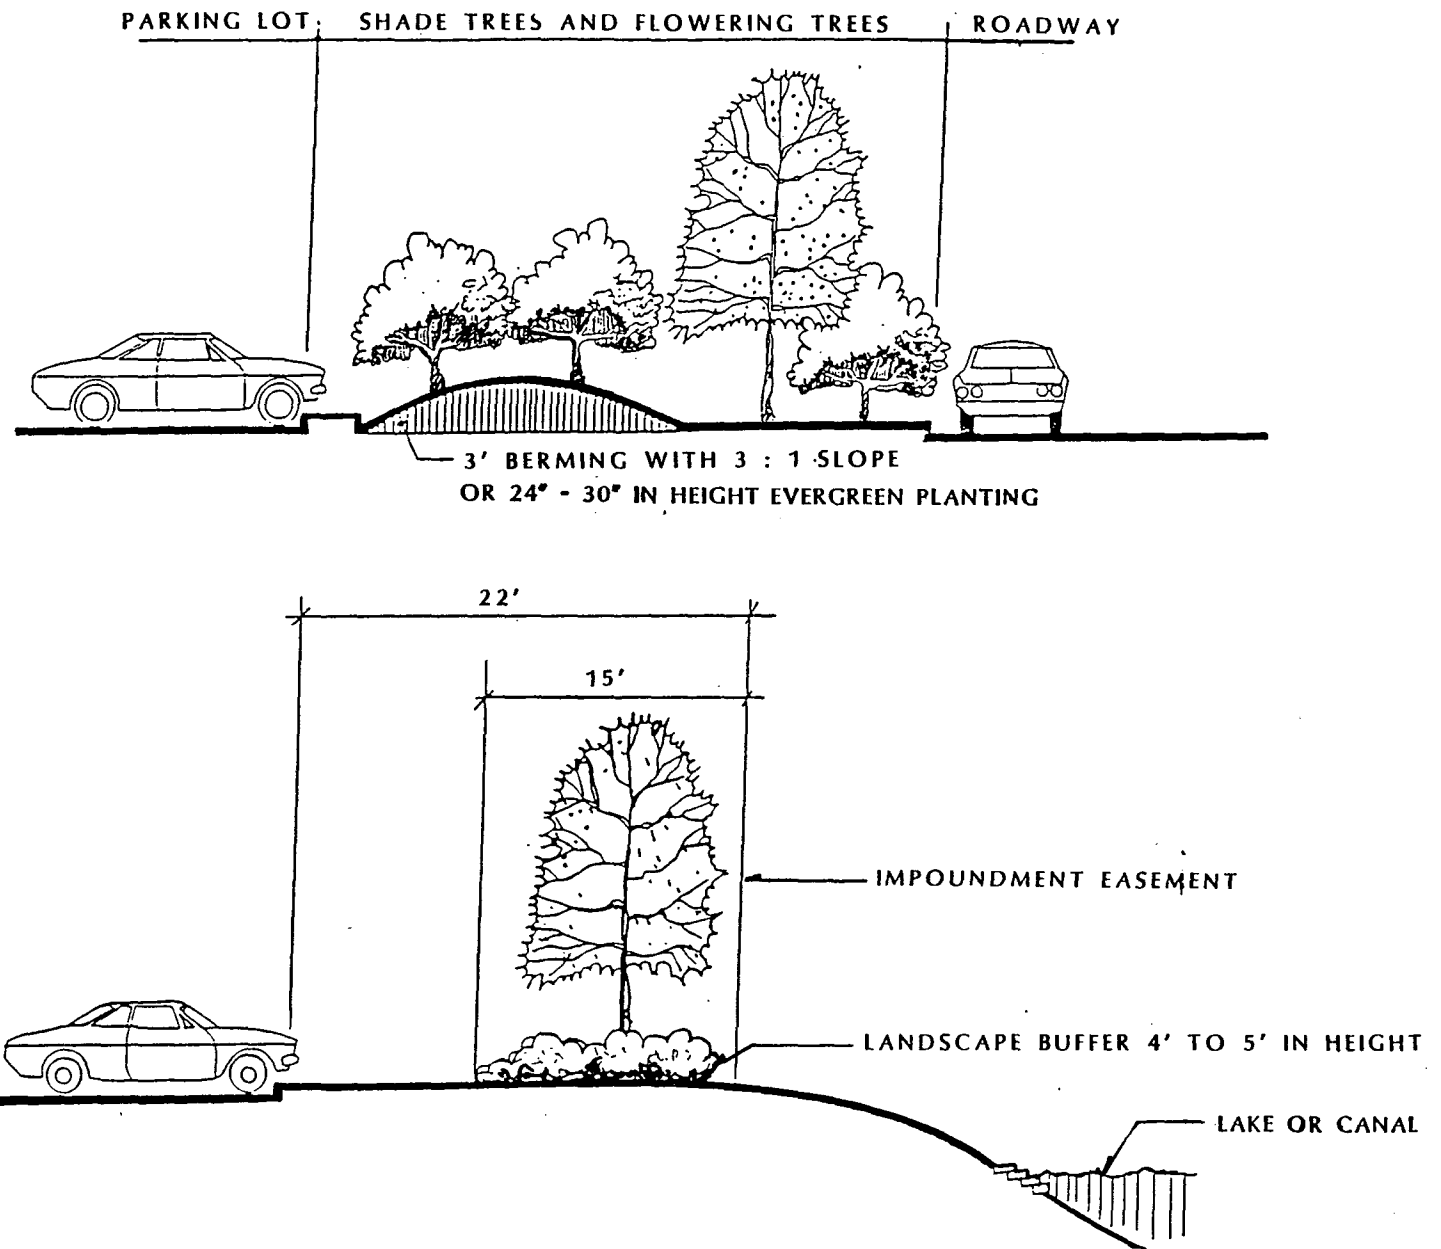 PARKING LOT
SHADE TREES AND FLOWERING TREES
ROADWAY
3' BERMING WITH 3 : 1 SLOPE
OR 24" - 30" IN HEIGHT EVERGREEN PLANTING
22'
15'
IMPOUNDMENT EASEMENT
LANDSCAPE BUFFER 4' TO 5' IN HEIGHT
LAKE OR CANAL